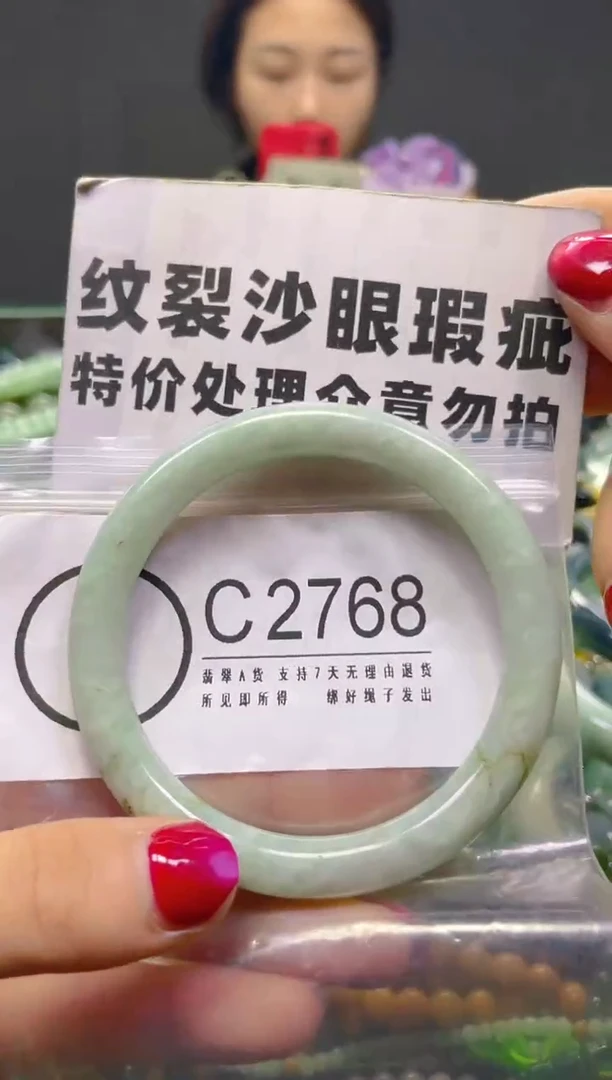 纹裂沙眼瑕疵
特价处理介意勿拍
C2768
翡翠A货 支持7天无理由退货
所见即所得 绑好绳子发出